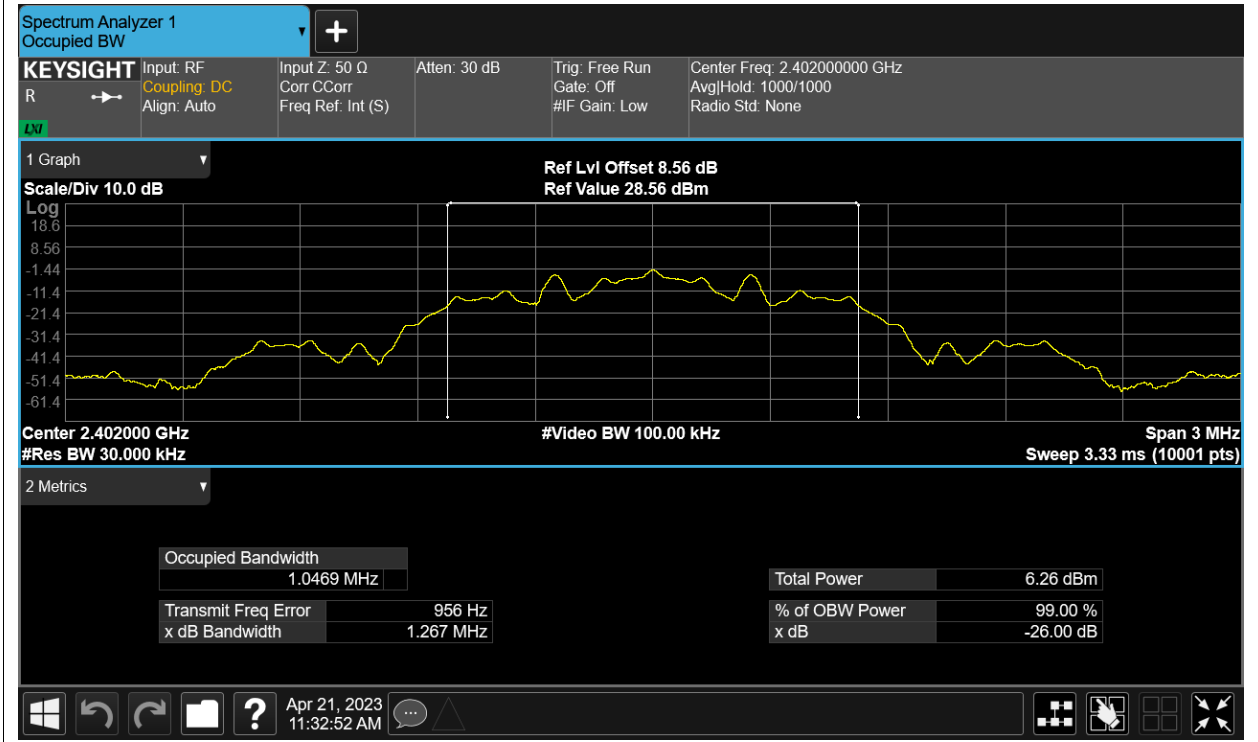 Spectrum Analyzer 1
Occupied BW
KEYSIGHT Input: RF Input Z: 50 Ω Atten: 30 dB Trig: Free Run Center Freq: 2.402000000 GHz
R Coupling: DC Corr CCorr Gate: Off Avg|Hold: 1000/1000
Align: Auto Freq Ref: Int (S) #IF Gain: Low Radio Std: None
LXI
1 Graph
Ref Lvl Offset 8.56 dB
Scale/Div 10.0 dB Ref Value 28.56 dBm
Log
18.6
8.56
-1.44
-11.4
-21.4
-31.4
-41.4
-51.4
-61.4
Center 2.402000 GHz #Video BW 100.00 kHz Span 3 MHz
#Res BW 30.000 kHz Sweep 3.33 ms (10001 pts)
2 Metrics
Occupied Bandwidth
1.0469 MHz Total Power 6.26 dBm
Transmit Freq Error 956 Hz % of OBW Power 99.00 %
x dB Bandwidth 1.267 MHz x dB -26.00 dB
? Apr 21, 2023
11:32:52 AM